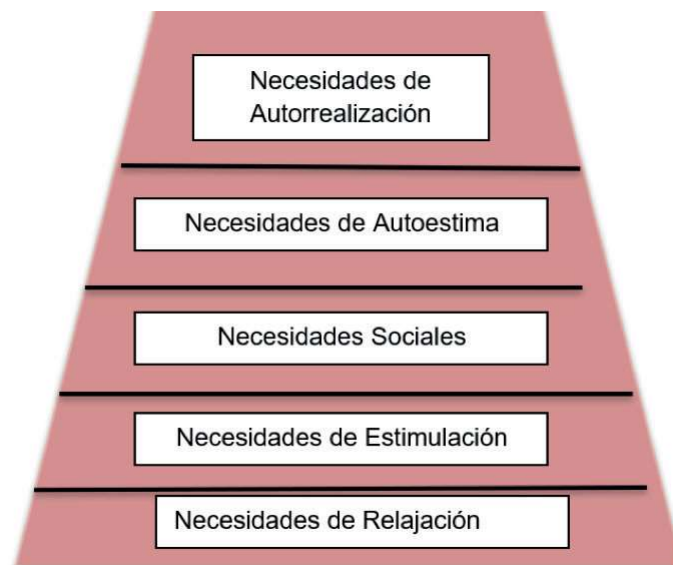 Necesidades de
Autorrealización
Necesidades de Autoestima
Necesidades Sociales
Necesidades de Estimulación
Necesidades de Relajación